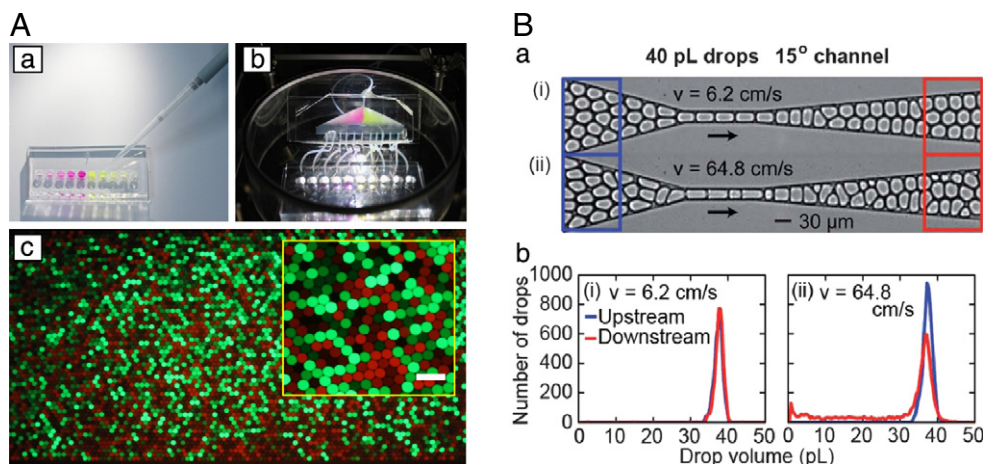 A
a
b
c
B
a
40 pL drops 15° channel
(i)
v = 6.2 cm/s
(ii)
v = 64.8 cm/s
30 μm
b
1000
800
600
400
200
0
Number of drops
(i) v = 6.2 cm/s
Upstream
Downstream
(ii) v = 64.8
cm/s
0 10 20 30 40 50
0 10 20 30 40 50
Drop volume (pL)